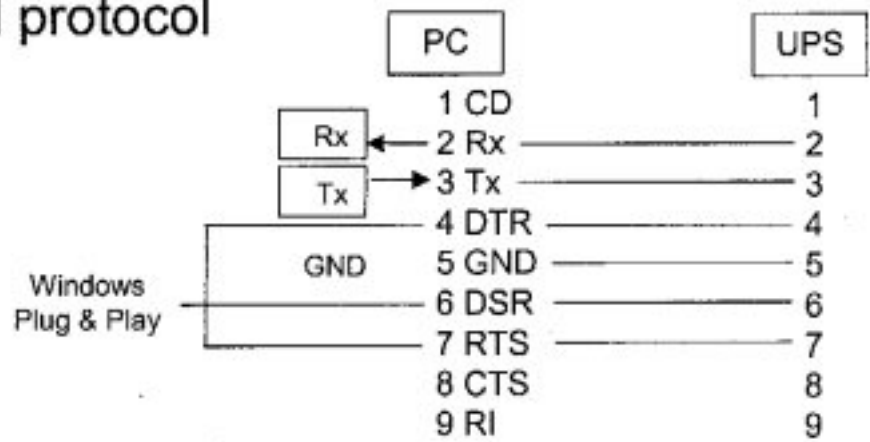 protocol
PC UPS
1 CD 1
Rx 2 Rx 2
Tx 3 Tx 3
4 DTR 4
GND 5 GND 5
Windows 6 DSR 6
Plug & Play
7 RTS 7
8 CTS 8
9 RI 9